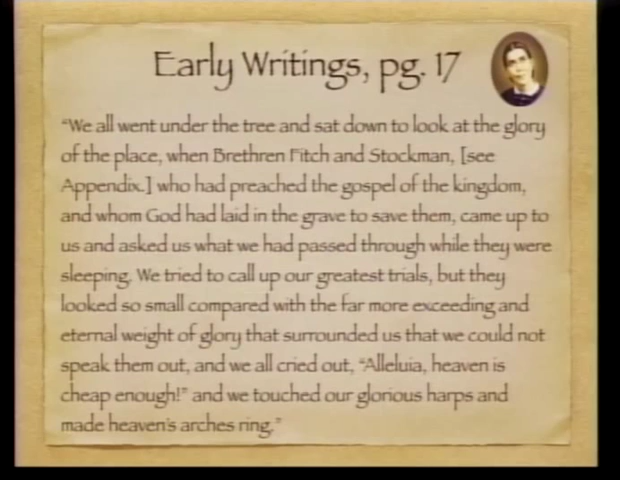 Early Writings, pg. 17
"We all went under the tree and sat down to look at the glory
of the place, when Brethren Fitch and Stockman, [see
Appendix.] who had preached the gospel of the kingdom,
and whom God had laid in the grave to save them, came up to
us and asked us what we had passed through while they were
sleeping. We tried to call up our greatest trials, but they
looked so small compared with the far more exceeding and
eternal weight of glory that surrounded us that we could not
speak them out, and we all cried out, "Alleluia, heaven is
cheap enough!" and we touched our glorious harps and
made heaven's arches ring."